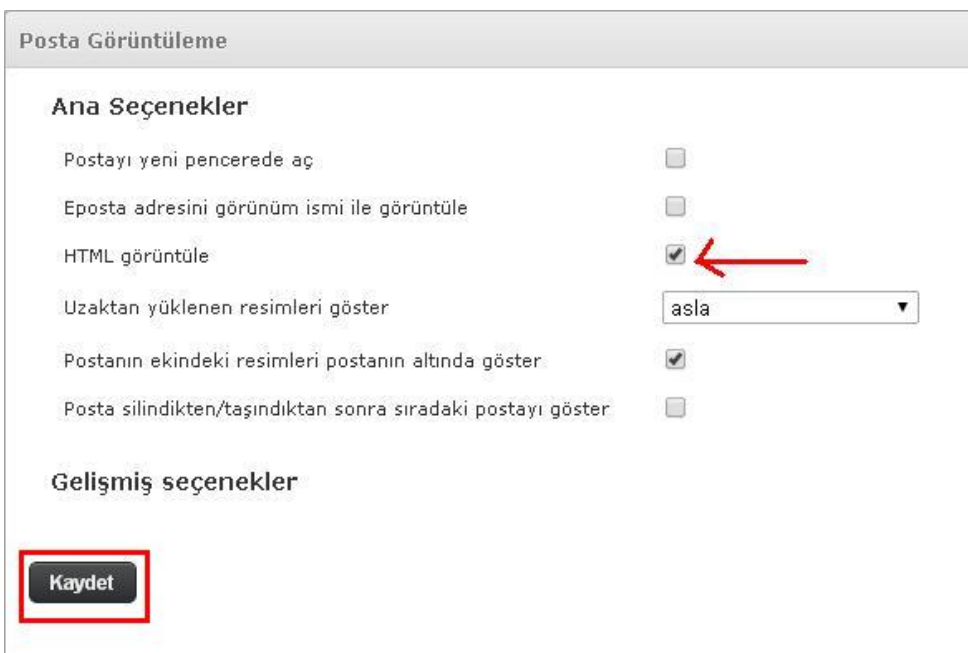 Posta Görüntüleme
Ana Seçenekler
Postayı yeni pencerede aç
Eposta adresini görünüm ismi ile görüntüle
HTML görüntüle
Uzaktan yüklenen resimleri göster asla
Postanın ekindeki resimleri postanın altında göster
Posta silindikten/taşındıktan sonra sıradaki postayı göster
Gelişmiş seçenekler
Kaydet